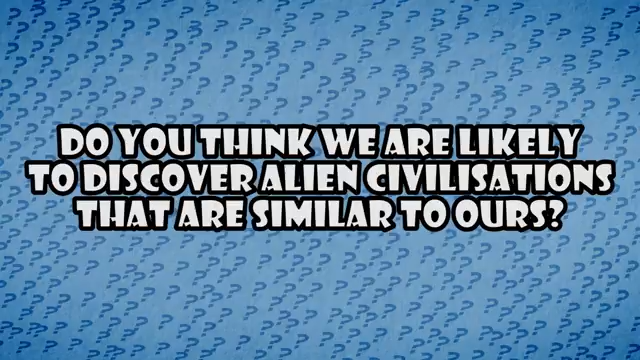 DO YOU THINK WE ARE LIKELY
TO DISCOVER ALIEN CIVILISATIONS
THAT ARE SIMILAR TO OURS?